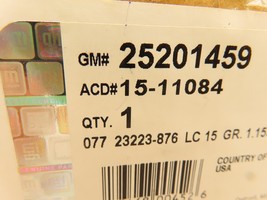 GM# 25201459
ACD# 15-11084
QTY. 1
077 23223-876 LC 15 GR. 1.15
COUNTRY OF
USA